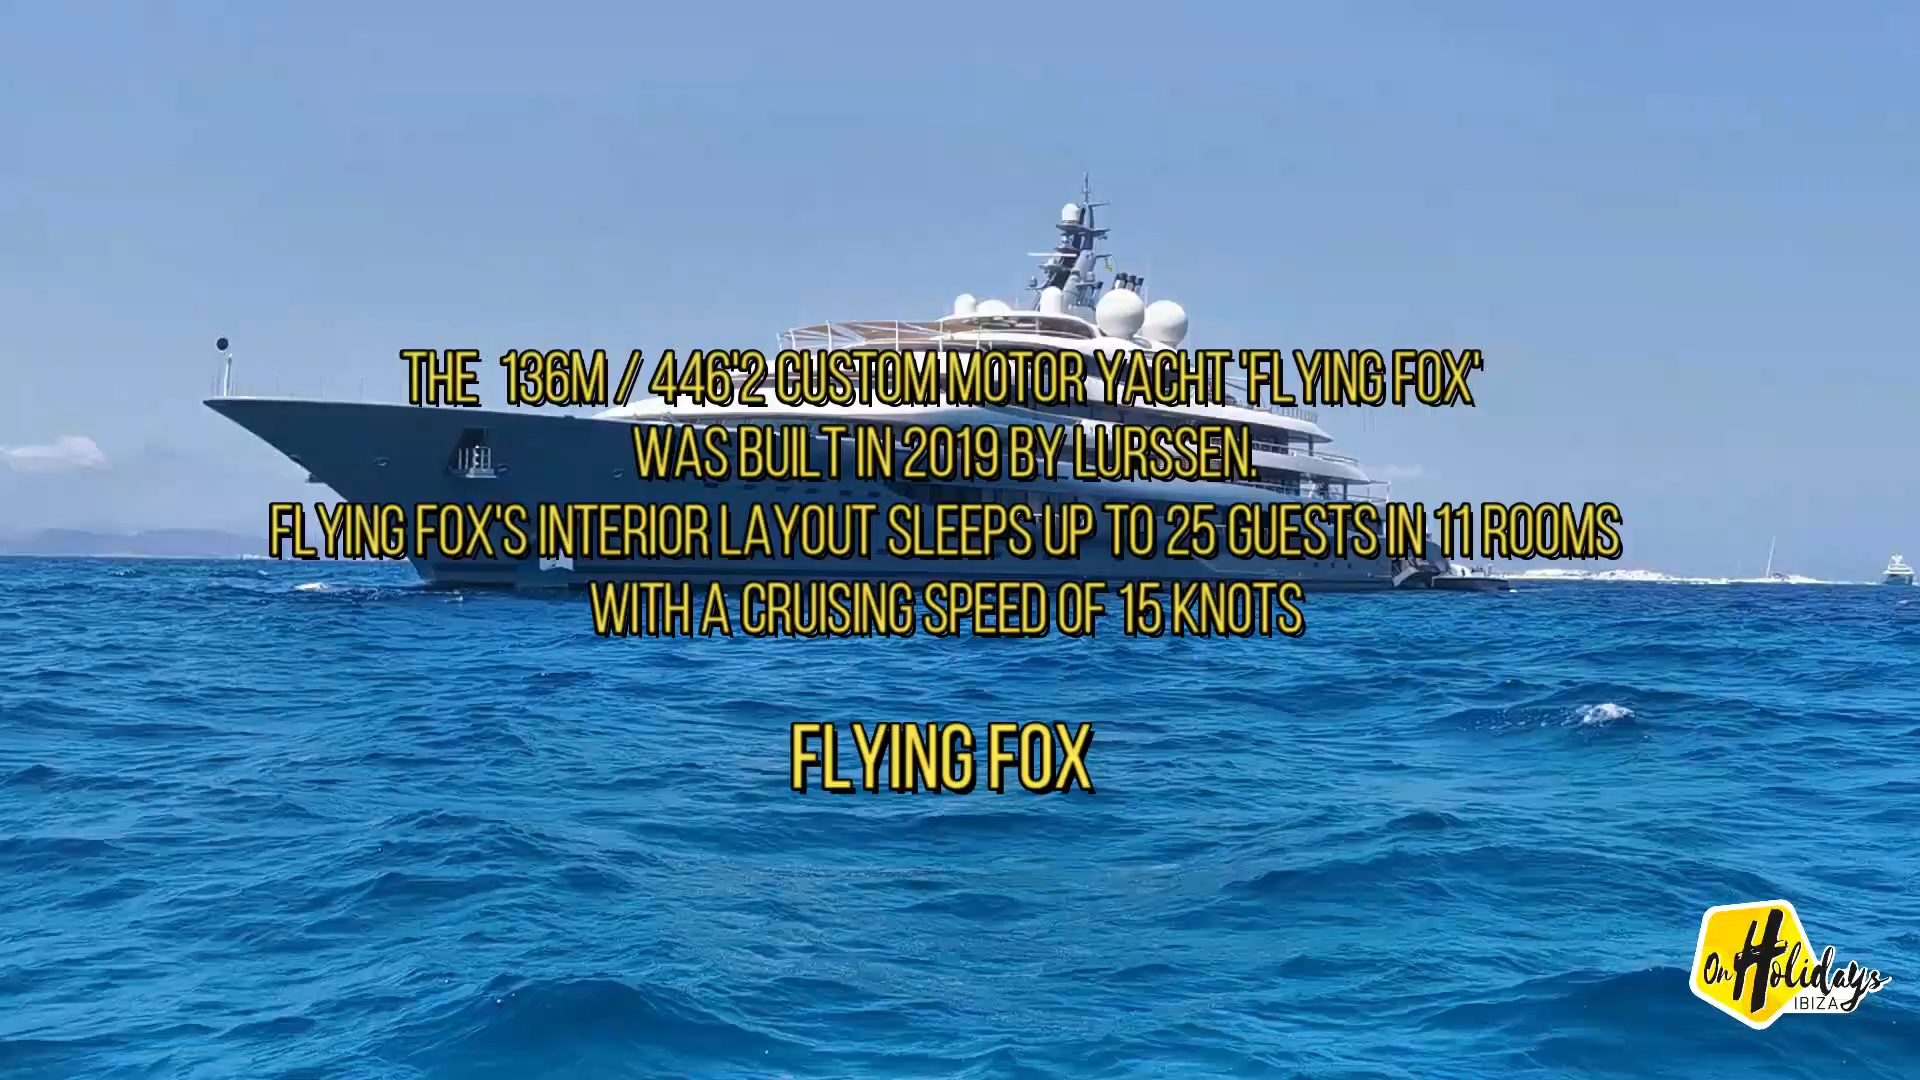 THE 136M / 446'2 CUSTOM MOTOR YACHT 'FLYING FOX'
WAS BUILT IN 2019 BY LURSSEN.
FLYING FOX'S INTERIOR LAYOUT SLEEPS UP TO 25 GUESTS IN 11 ROOMS
WITH A CRUISING SPEED OF 15 KNOTS
FLYING FOX
On Holidays
IBIZA